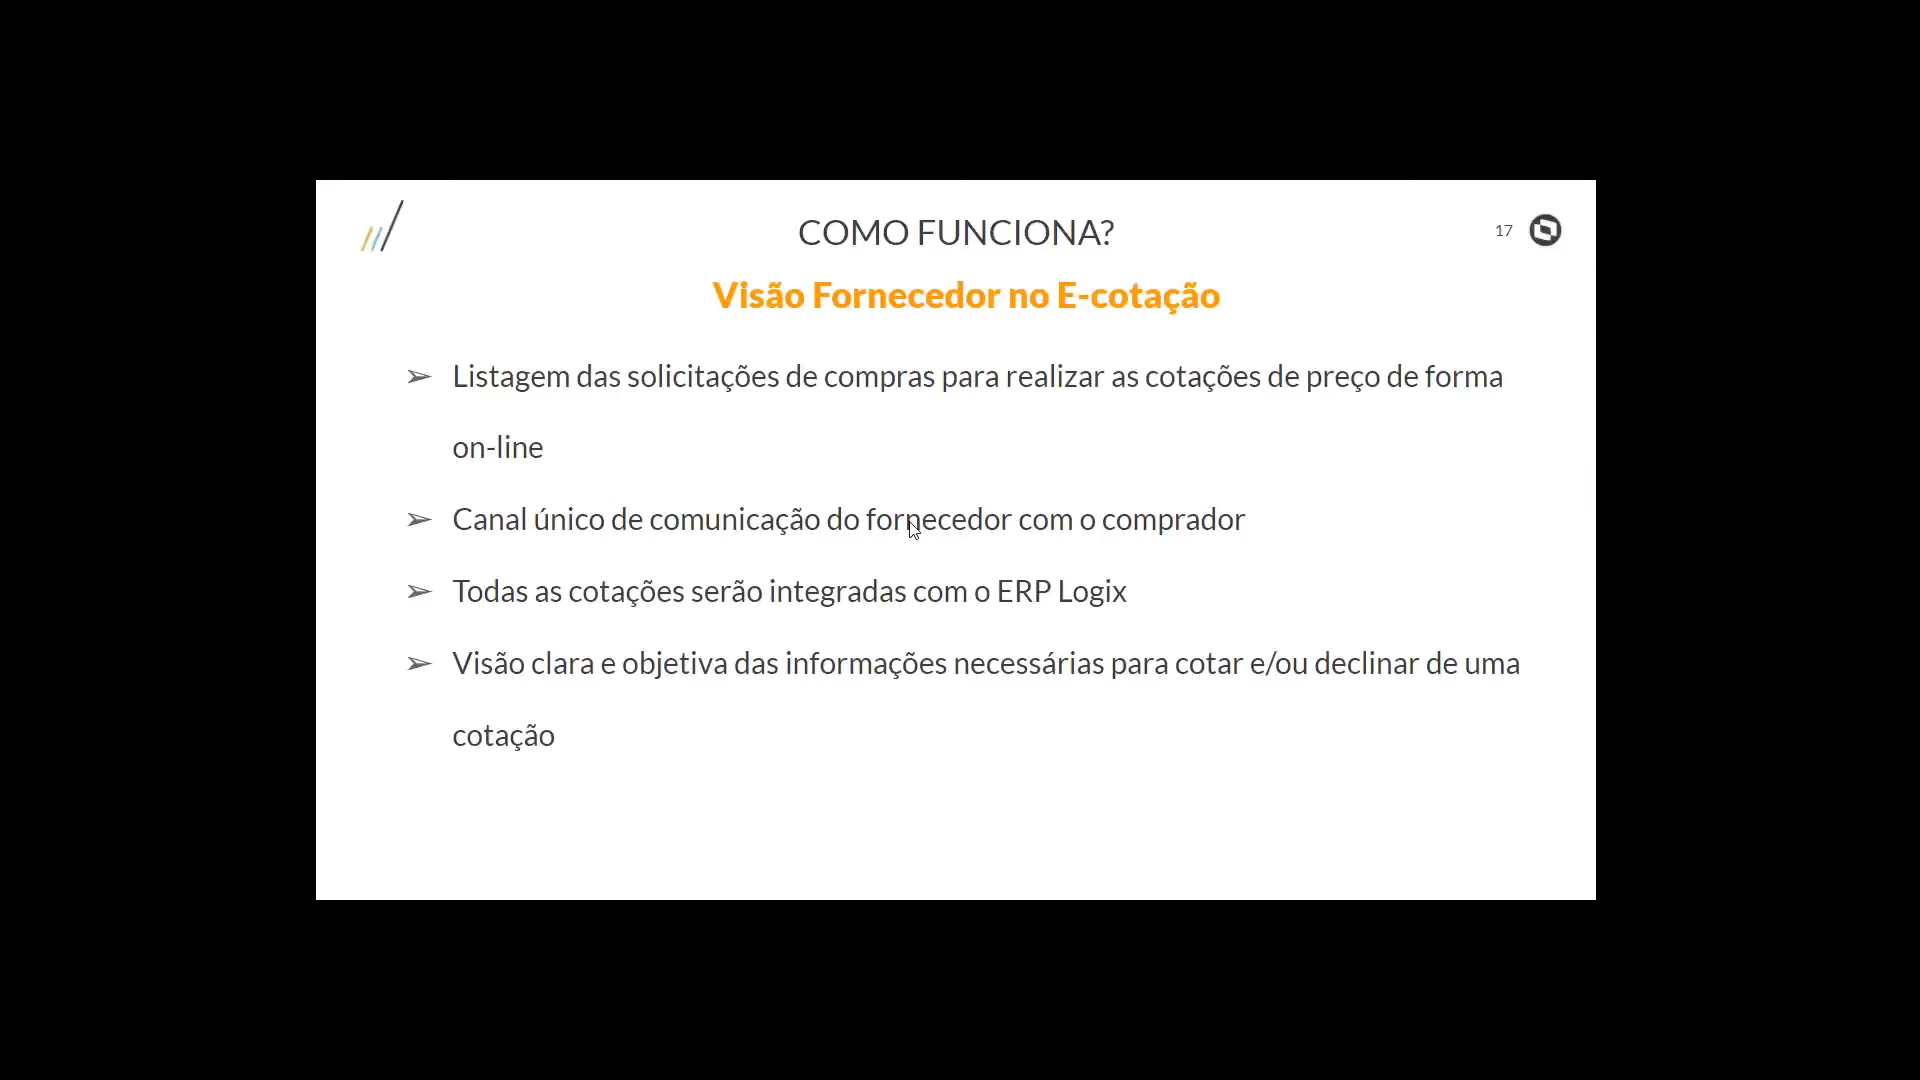 COMO FUNCIONA?
17
Visão Fornecedor no E-cotação
➢ Listagem das solicitações de compras para realizar as cotações de preço de forma
on-line
➢ Canal único de comunicação do fornecedor com o comprador
➢ Todas as cotações serão integradas com o ERP Logix
➢ Visão clara e objetiva das informações necessárias para cotar e/ou declinar de uma
cotação